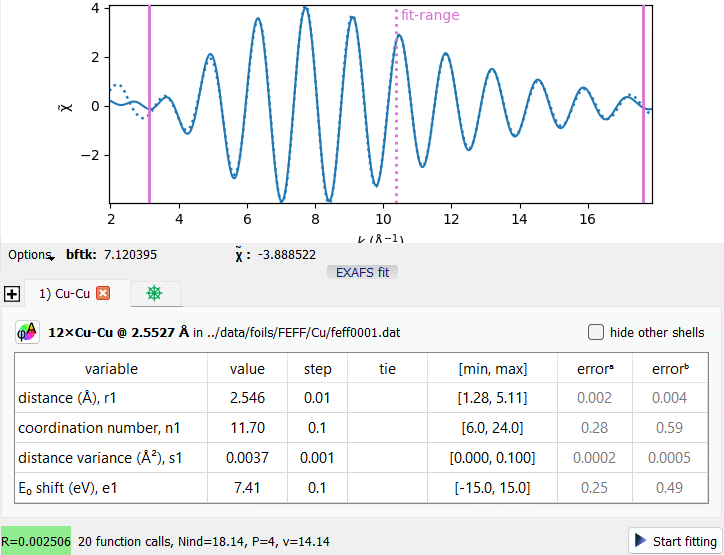 4
fit-range
2
0
−2
χ̃
2 4 6 8 10 12 14 16
k (Å⁻¹)
Options bftk: 7.120395 χ̃ : -3.888522
EXAFS fit
1) Cu-Cu
φA 12×Cu-Cu @ 2.5527 Å in ../data/foils/FEFF/Cu/feff0001.dat hide other shells
variable value step tie [min, max] errorᵃ errorᵇ
distance (Å), r1 2.546 0.01 [1.28, 5.11] 0.002 0.004
coordination number, n1 11.70 0.1 [6.0, 24.0] 0.28 0.59
distance variance (Å²), s1 0.0037 0.001 [0.000, 0.100] 0.0002 0.0005
E₀ shift (eV), e1 7.41 0.1 [-15.0, 15.0] 0.25 0.49
R=0.002506 20 function calls, Nind=18.14, P=4, ν=14.14 Start fitting